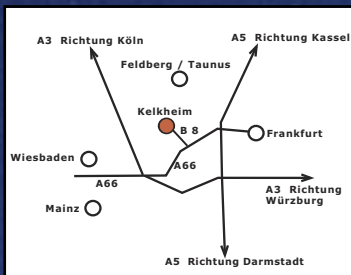 A3 Richtung Köln
A5 Richtung Kassel
Feldberg / Taunus
Kelkheim
B 8
Frankfurt
Wiesbaden
A66
A66
A3 Richtung
Würzburg
Mainz
A5 Richtung Darmstadt